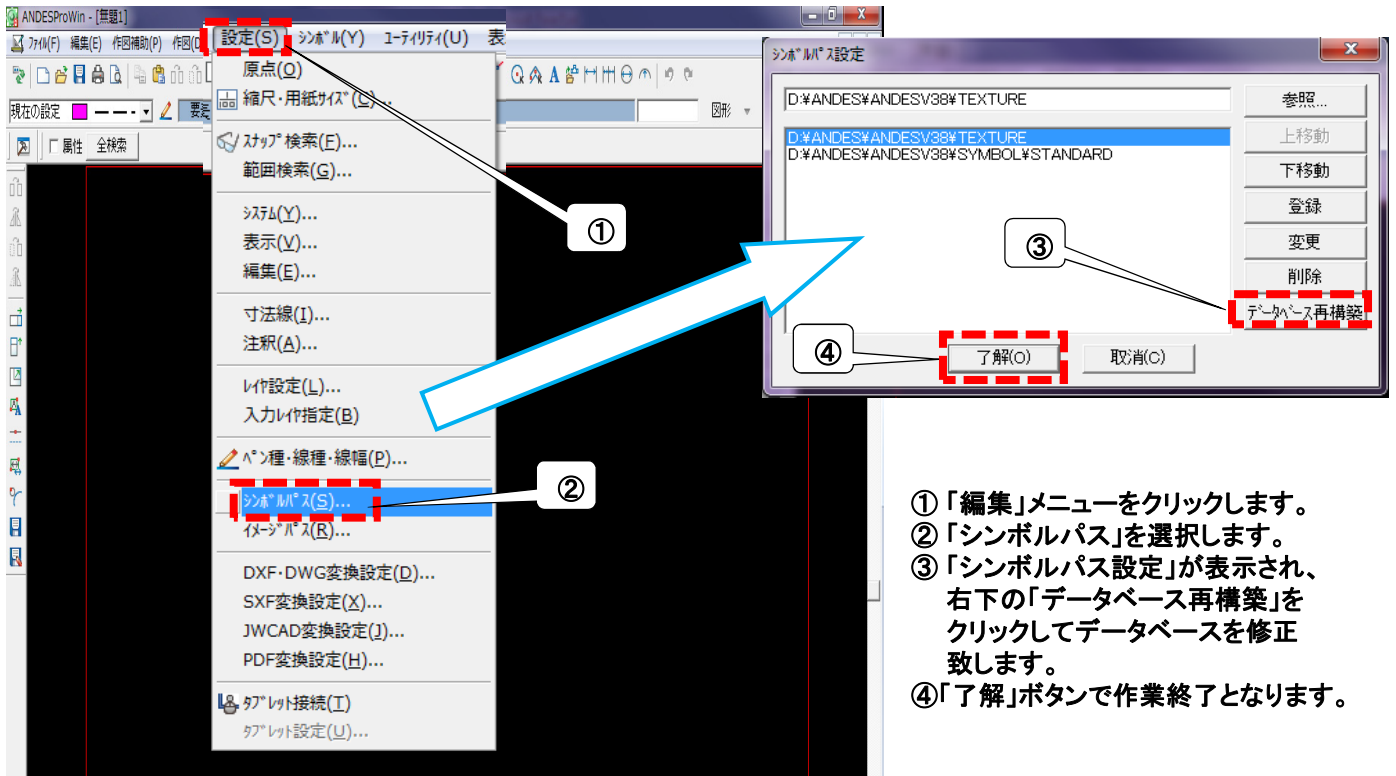 ANDESProWin - [無題1]
ﾌｧｲﾙ(F) 編集(E) 作図補助(P) 作図(D
設定(S) ｼﾝﾎﾞﾙ(Y) ﾕｰﾃｨﾘﾃｨ(U) 表
現在の設定
図形
属性 全検索
原点(O)
縮尺・用紙ｻｲｽﾞ(C)...
ｽﾅｯﾌﾟ検索(F)...
範囲検索(G)...
ｼｽﾃﾑ(Y)...
表示(V)...
編集(E)...
寸法線(I)...
注釈(A)...
ﾚｲﾔ設定(L)...
入力ﾚｲﾔ指定(B)
ﾍﾟﾝ種・線種・線幅(P)...
ｼﾝﾎﾞﾙﾊﾟｽ(S)...
ｲﾒｰｼﾞﾊﾟｽ(R)...
DXF・DWG変換設定(D)...
SXF変換設定(X)...
JWCAD変換設定(J)...
PDF変換設定(H)...
ﾀﾌﾞﾚｯﾄ接続(T)
ﾀﾌﾞﾚｯﾄ設定(U)...
①
②
ｼﾝﾎﾞﾙﾊﾟｽ設定
D:¥ANDES¥ANDESV38¥TEXTURE
D:¥ANDES¥ANDESV38¥TEXTURE
D:¥ANDES¥ANDESV38¥SYMBOL¥STANDARD
参照...
上移動
下移動
登録
変更
削除
ﾃﾞｰﾀﾍﾞｰｽ再構築
③
④
了解(O) 取消(C)
①「編集」メニューをクリックします。
②「シンボルパス」を選択します。
③「シンボルパス設定」が表示され、
右下の「データベース再構築」を
クリックしてデータベースを修正
致します。
④「了解」ボタンで作業終了となります。